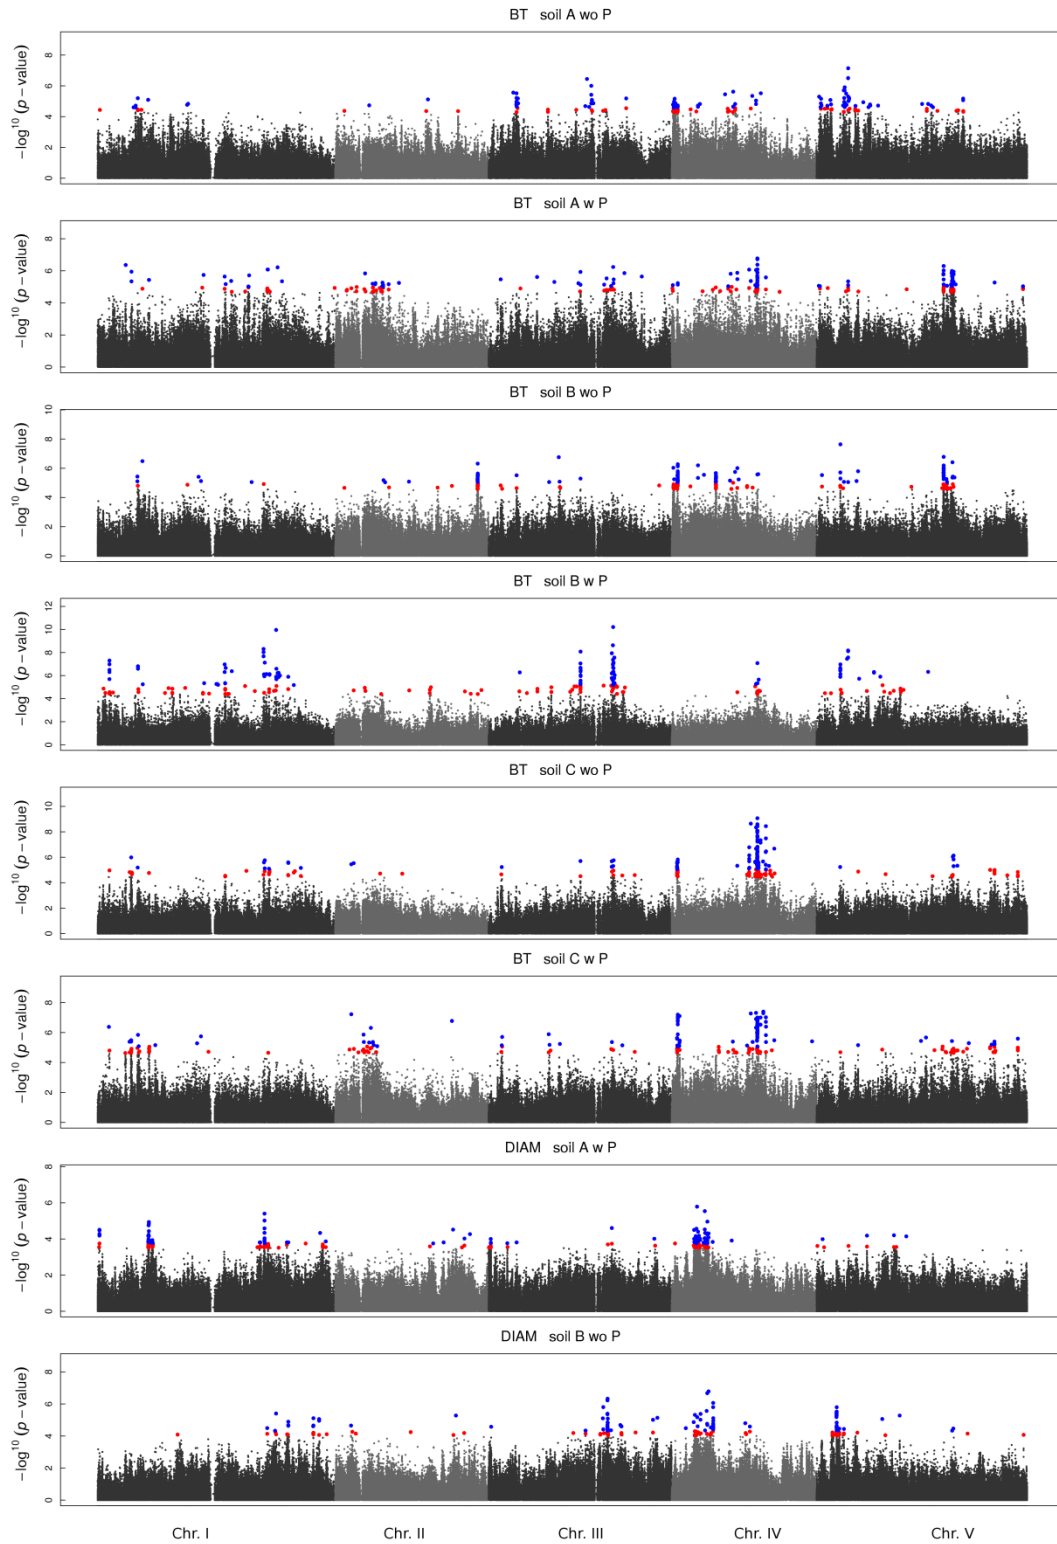 BT soil A wo P
−log¹⁰ (p − value)
0 2 4 6 8
BT soil A w P
−log¹⁰ (p − value)
0 2 4 6 8
BT soil B wo P
−log¹⁰ (p − value)
0 2 4 6 8 10
BT soil B w P
−log¹⁰ (p − value)
0 2 4 6 8 10 12
BT soil C wo P
−log¹⁰ (p − value)
0 2 4 6 8 10
BT soil C w P
−log¹⁰ (p − value)
0 2 4 6 8
DIAM soil A w P
−log¹⁰ (p − value)
0 2 4 6 8
DIAM soil B wo P
−log¹⁰ (p − value)
0 2 4 6 8
Chr. I Chr. II Chr. III Chr. IV Chr. V